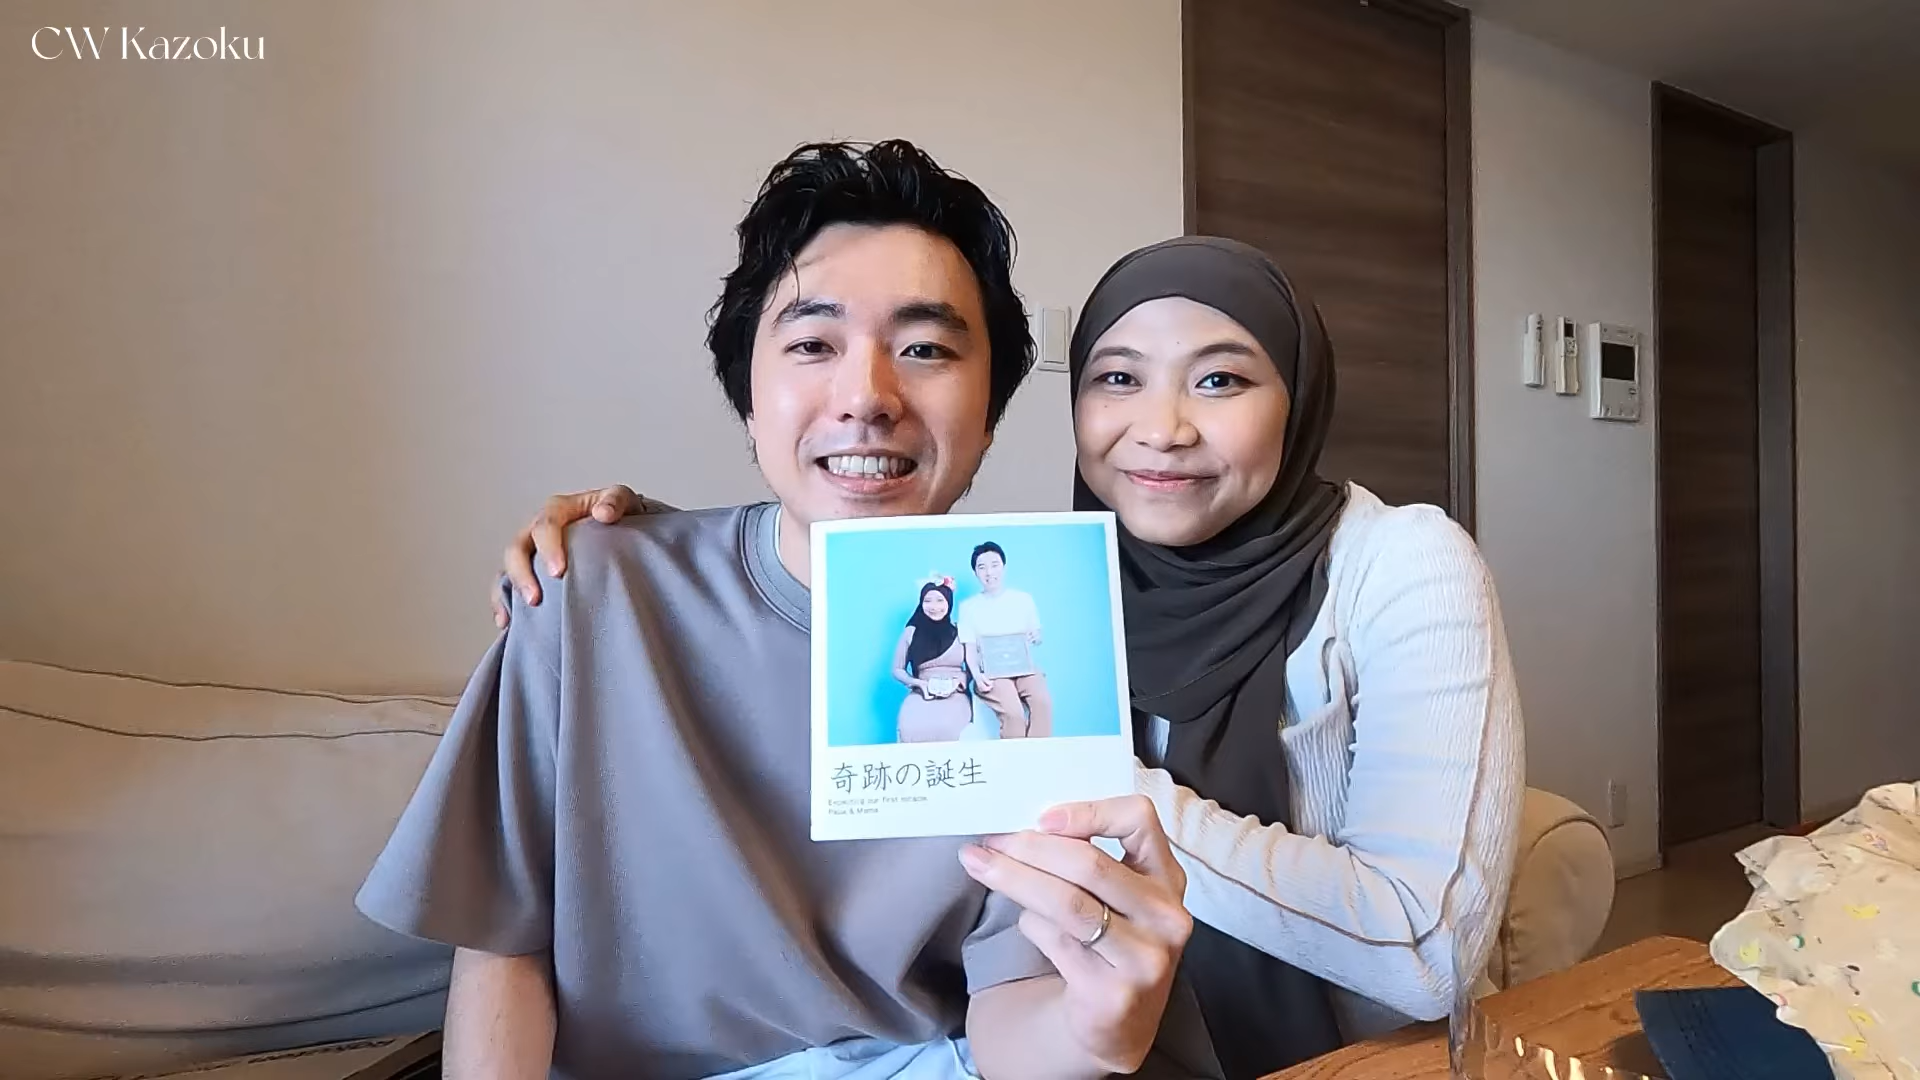 CW Kazoku
奇跡の誕生
Expecting our first miracle
Papa & Mama